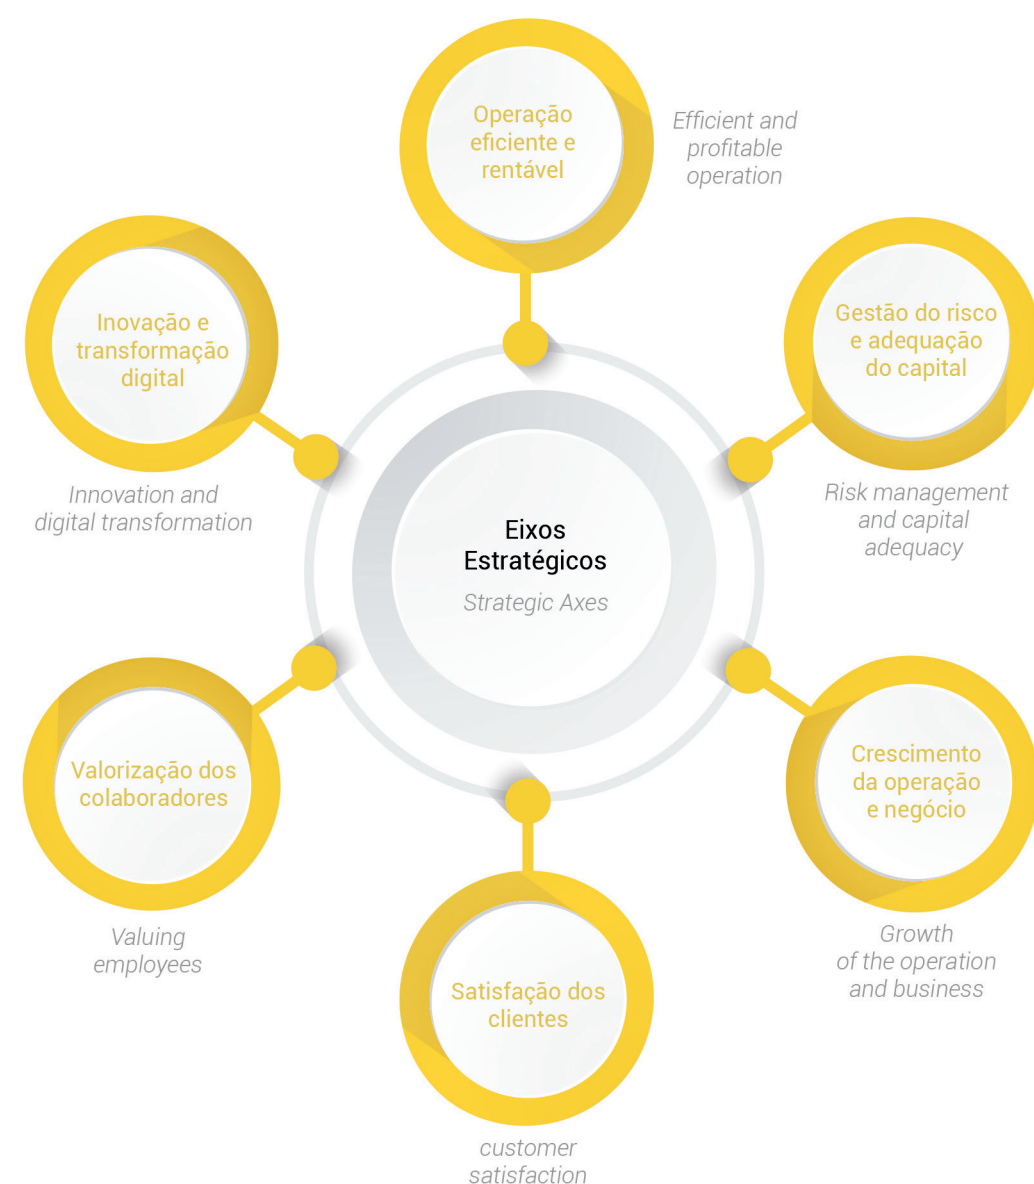 Operação
eficiente e
rentável
Efficient and
profitable
operation
Inovação e
transformação
digital
Innovation and
digital transformation
Gestão do risco
e adequação
do capital
Risk management
and capital
adequacy
Eixos
Estratégicos
Strategic Axes
Valorização dos
colaboradores
Valuing
employees
Crescimento
da operação
e negócio
Growth
of the operation
and business
Satisfação dos
clientes
customer
satisfaction